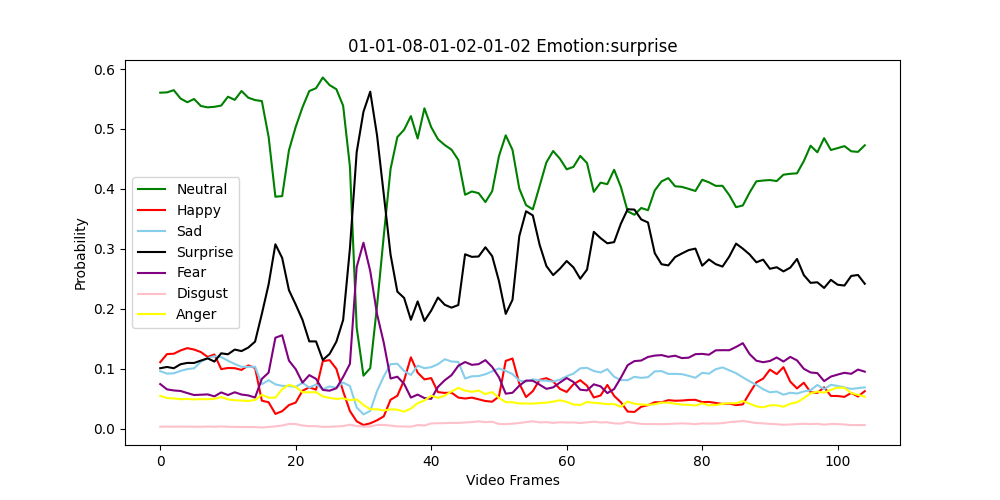 01-01-08-01-02-01-02 Emotion:surprise
Probability
0.6
0.5
0.4
0.3
0.2
0.1
0.0
Neutral
Happy
Sad
Surprise
Fear
Disgust
Anger
0 20 40 60 80 100
Video Frames